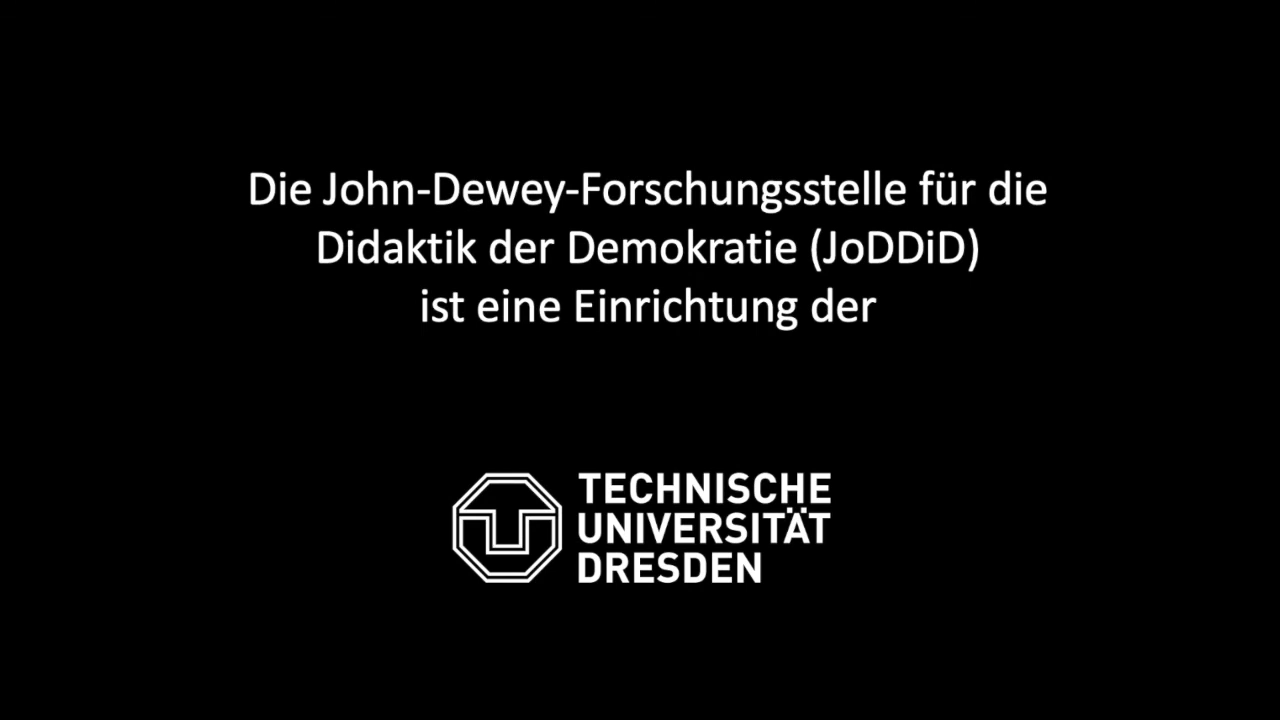 Die John-Dewey-Forschungsstelle für die
Didaktik der Demokratie (JoDDiD)
ist eine Einrichtung der
TECHNISCHE
UNIVERSITÄT
DRESDEN